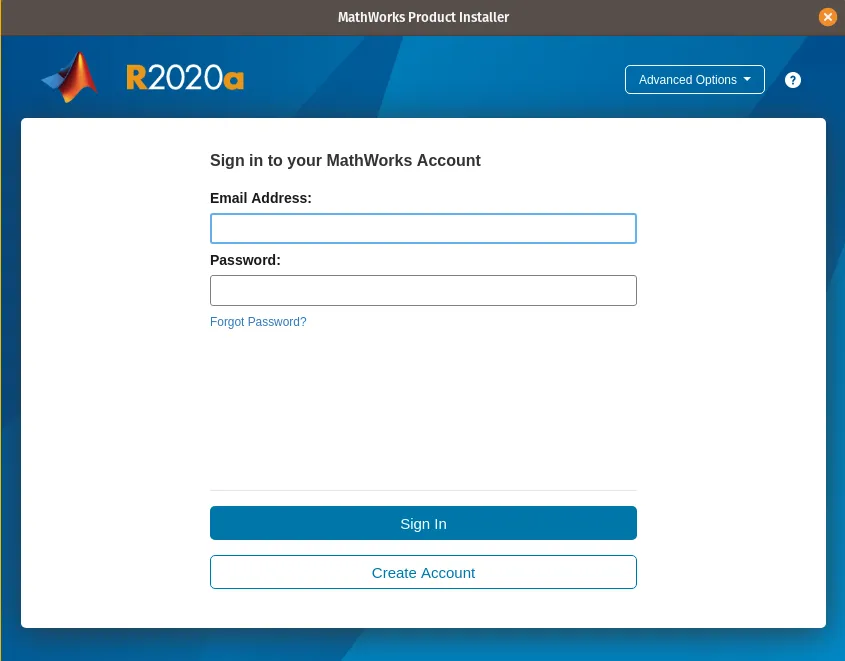 MathWorks Product Installer
R2020a
Advanced Options
?
Sign in to your MathWorks Account
Email Address:
Password:
Forgot Password?
Sign In
Create Account